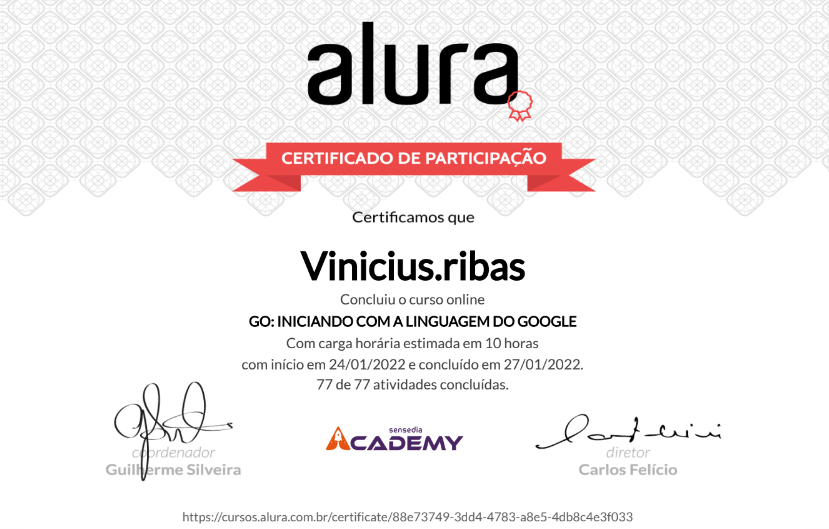 alura
CERTIFICADO DE PARTICIPAÇÃO
Certificamos que
Vinicius.ribas
Concluiu o curso online
GO: INICIANDO COM A LINGUAGEM DO GOOGLE
Com carga horária estimada em 10 horas
com início em 24/01/2022 e concluído em 27/01/2022.
77 de 77 atividades concluídas.
coordenador
Guilherme Silveira
sensedia
ACADEMY
diretor
Carlos Felício
https://cursos.alura.com.br/certificate/88e73749-3dd4-4783-a8e5-4db8c4e3f033